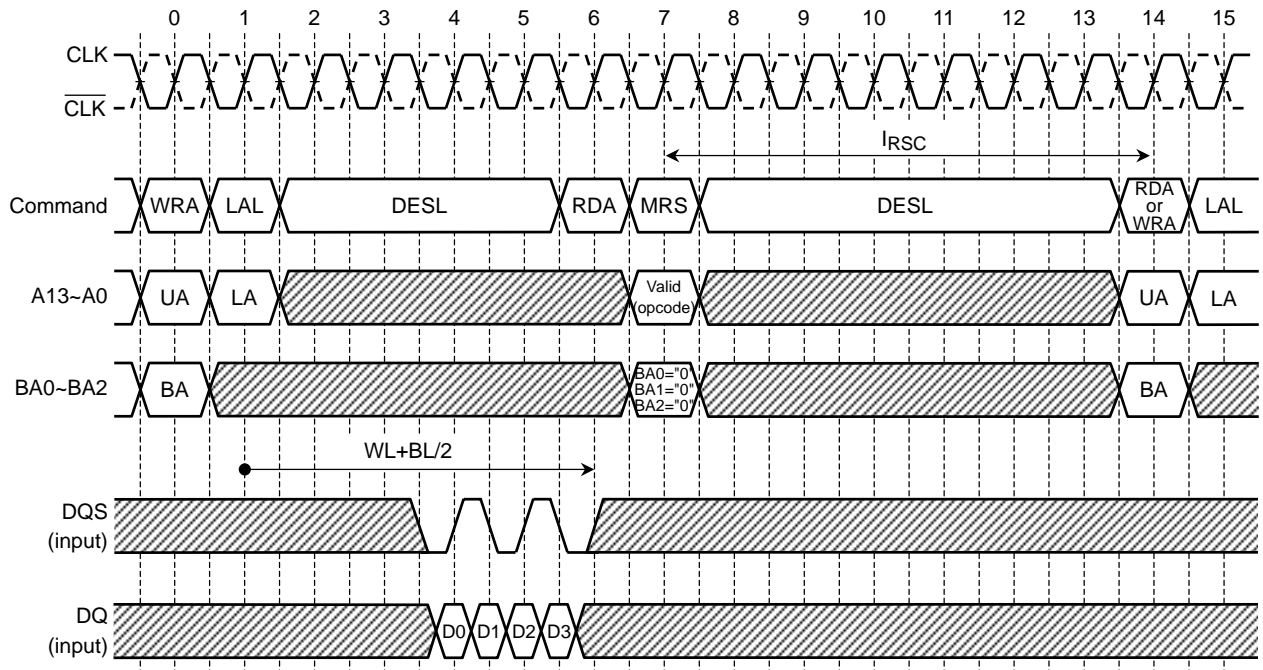 0 1 2 3 4 5 6 7 8 9 10 11 12 13 14 15
CLK
CLK
IRSC
Command WRA LAL DESL RDA MRS DESL RDA or WRA LAL
A13~A0 UA LA Valid (opcode) UA LA
BA0~BA2 BA BA0="0" BA1="0" BA2="0" BA
WL+BL/2
DQS
(input)
DQ
(input)
D0 D1 D2 D3